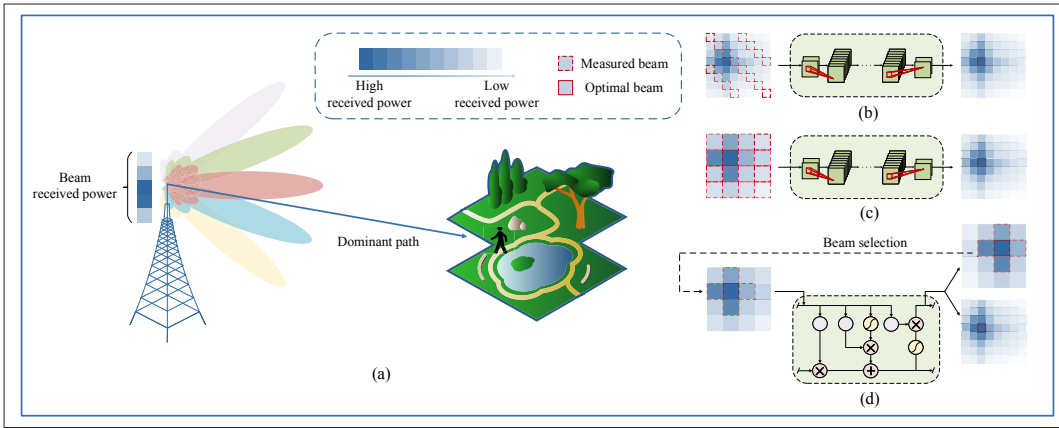 High
received power
Low
received power
Measured beam
Optimal beam
Beam
received power
Dominant path
(a)
(b)
(c)
Beam selection
(d)